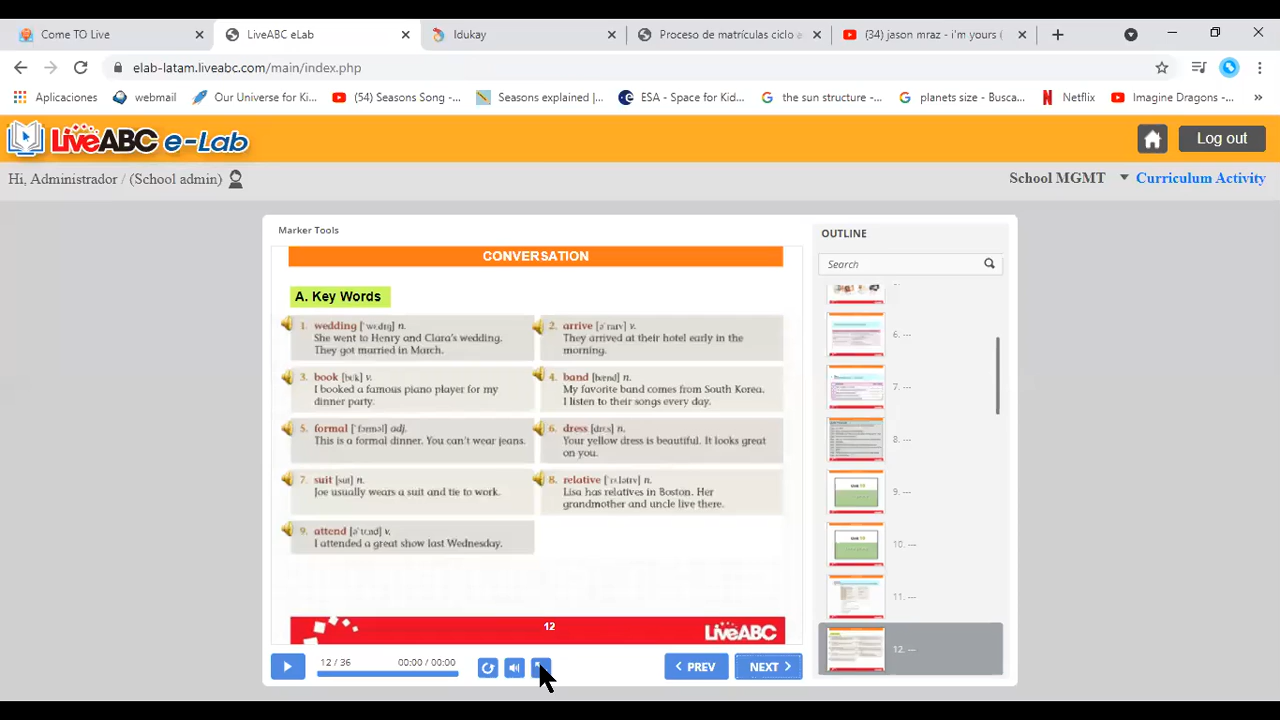 Come TO Live
LiveABC eLab
Idukay
Proceso de matrículas ciclo e
(34) jason mraz - i'm yours (
elab-latam.liveabc.com/main/index.php
Aplicaciones
webmail
Our Universe for Ki...
(54) Seasons Song -...
Seasons explained |...
ESA - Space for Kid...
the sun structure -...
planets size - Busca...
Netflix
Imagine Dragons -...
LiveABC e-Lab
Log out
Hi, Administrador / (School admin)
School MGMT
Curriculum Activity
Marker Tools
CONVERSATION
A. Key Words
1. wedding [ˋwɛdɪŋ] n.
She went to Henry and Clara's wedding.
They got married in March.
2. arrive [əˋraɪv] v.
They arrived at their hotel early in the
morning.
3. book [bʊk] v.
I booked a famous piano player for my
dinner party.
4. band [bænd] n.
My favorite band comes from South Korea.
I listen to their songs every day.
5. formal [ˋfɔrməl] adj.
This is a formal dinner. You can't wear jeans.
6. dress [drɛs] n.
Your yellow dress is beautiful. It looks great
on you.
7. suit [sut] n.
Joe usually wears a suit and tie to work.
8. relative [ˋrɛlətɪv] n.
Lisa has relatives in Boston. Her
grandmother and uncle live there.
9. attend [əˋtɛnd] v.
I attended a great show last Wednesday.
12
LiveABC
12 / 36
00:00 / 00:00
PREV
NEXT
OUTLINE
Search
6. ---
7. ---
8. ---
9. ---
10. ---
11. ---
12. ---